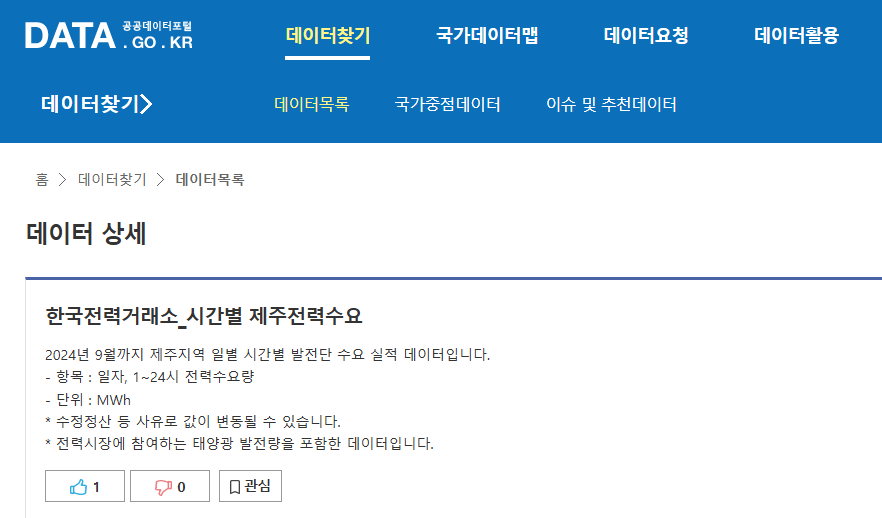 DATA 공공데이터포털 .GO.KR
데이터찾기 국가데이터맵 데이터요청 데이터활용
데이터찾기 데이터목록 국가중점데이터 이슈 및 추천데이터
홈 > 데이터찾기 > 데이터목록
데이터 상세
한국전력거래소_시간별 제주전력수요
2024년 9월까지 제주지역 일별 시간별 발전단 수요 실적 데이터입니다.
- 항목 : 일자, 1~24시 전력수요량
- 단위 : MWh
* 수정정산 등 사유로 값이 변동될 수 있습니다.
* 전력시장에 참여하는 태양광 발전량을 포함한 데이터입니다.
1 0 관심